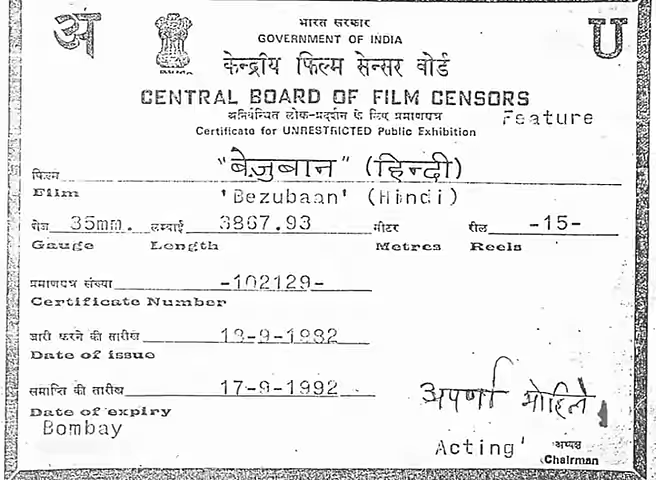 अं
U
भारत सरकार
GOVERNMENT OF INDIA
केन्द्रीय फिल्म सेन्सर बोर्ड
CENTRAL BOARD OF FILM CENSORS
अनिर्बन्धित लोक-प्रदर्शन के लिए प्रमाणपत्र Feature
Certificate for UNRESTRICTED Public Exhibition
फिल्म "बेज़ुबान" (हिन्दी)
Film 'Bezubaan' (Hindi)
गेज 35mm. लम्बाई 3867.93 मीटर रील -15-
Gauge Length Metres Reels
प्रमाणपत्र संख्या -102129-
Certificate Number
जारी करने की तारीख 18-9-1982
Date of issue
समाप्ति की तारीख 17-9-1992
Date of expiry
अपर्णा मोहिले
Bombay
Acting' अध्यक्ष
Chairman